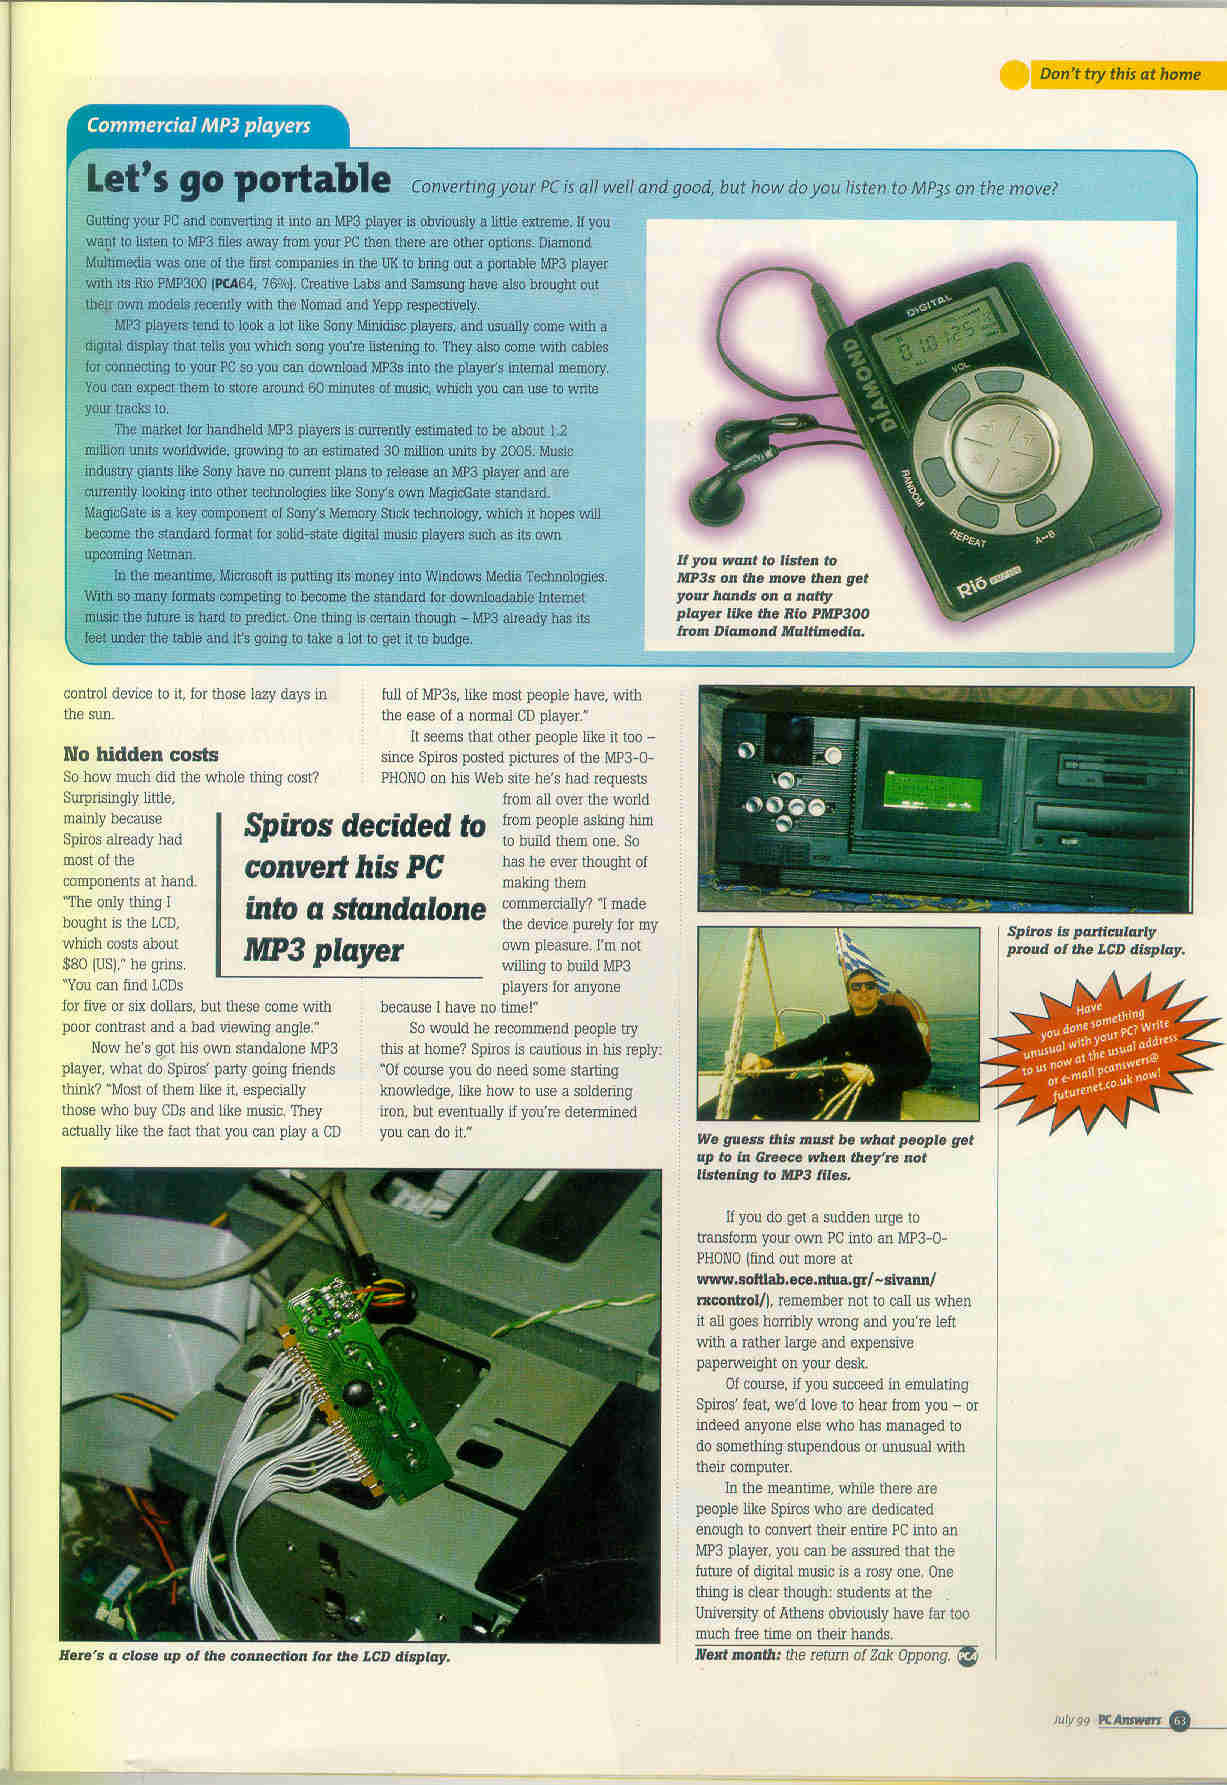 Don't try this at home
Commercial MP3 players
Let's go portable
Converting your PC is all well and good, but how do you listen to MP3s on the move?
Gutting your PC and converting it into an MP3 player is obviously a little extreme. If you
want to listen to MP3 files away from your PC then there are other options. Diamond
Multimedia was one of the first companies in the UK to bring out a portable MP3 player
with its Rio PMP300 (PCA64, 76%). Creative Labs and Samsung have also brought out
their own models recently with the Nomad and Yepp respectively.
MP3 players tend to look a lot like Sony Minidisc players, and usually come with a
digital display that tells you which song you're listening to. They also come with cables
for connecting to your PC so you can download MP3s into the player's internal memory.
You can expect them to store around 60 minutes of music, which you can use to write
your tracks to.
The market for handheld MP3 players is currently estimated to be about 1.2
million units worldwide, growing to an estimated 30 million units by 2005. Music
industry giants like Sony have no current plans to release an MP3 player and are
currently looking into other technologies like Sony's own MagicGate standard.
MagicGate is a key component of Sony's Memory Stick technology, which it hopes will
become the standard format for solid-state digital music players such as its own
upcoming Netman.
In the meantime, Microsoft is putting its money into Windows Media Technologies.
With so many formats competing to become the standard for downloadable Internet
music the future is hard to predict. One thing is certain though – MP3 already has its
feet under the table and it's going to take a lot to get it to budge.
DIGITAL
DIAMOND
VOL
RANDOM
REPEAT
A↔B
Rio
If you want to listen to
MP3s on the move then get
your hands on a natty
player like the Rio PMP300
from Diamond Multimedia.
control device to it, for those lazy days in
the sun.
No hidden costs
So how much did the whole thing cost?
Surprisingly little,
mainly because
Spiros already had
most of the
components at hand.
"The only thing I
bought is the LCD,
which costs about
$80 (US)," he grins.
"You can find LCDs
for five or six dollars, but these come with
poor contrast and a bad viewing angle."
Now he's got his own standalone MP3
player, what do Spiros' party going friends
think? "Most of them like it, especially
those who buy CDs and like music. They
actually like the fact that you can play a CD
Spiros decided to
convert his PC
into a standalone
MP3 player
full of MP3s, like most people have, with
the ease of a normal CD player."
It seems that other people like it too –
since Spiros posted pictures of the MP3-O-
PHONO on his Web site he's had requests
from all over the world
from people asking him
to build them one. So
has he ever thought of
making them
commercially? "I made
the device purely for my
own pleasure. I'm not
willing to build MP3
players for anyone
because I have no time!"
So would he recommend people try
this at home? Spiros is cautious in his reply:
"Of course you do need some starting
knowledge, like how to use a soldering
iron, but eventually if you're determined
you can do it."
Here's a close up of the connection for the LCD display.
Spiros is particularly
proud of the LCD display.
Have
you done something
unusual with your PC? Write
to us now at the usual address
or e-mail pcanswers@
futurenet.co.uk now!
We guess this must be what people get
up to in Greece when they're not
listening to MP3 files.
If you do get a sudden urge to
transform your own PC into an MP3-O-
PHONO (find out more at
www.softlab.ece.ntua.gr/~sivann/
rxcontrol/), remember not to call us when
it all goes horribly wrong and you're left
with a rather large and expensive
paperweight on your desk.
Of course, if you succeed in emulating
Spiros' feat, we'd love to hear from you – or
indeed anyone else who has managed to
do something stupendous or unusual with
their computer.
In the meantime, while there are
people like Spiros who are dedicated
enough to convert their entire PC into an
MP3 player, you can be assured that the
future of digital music is a rosy one. One
thing is clear though: students at the
University of Athens obviously have far too
much free time on their hands.
Next month: the return of Zak Oppong. PCA
July 99 PC Answers 63